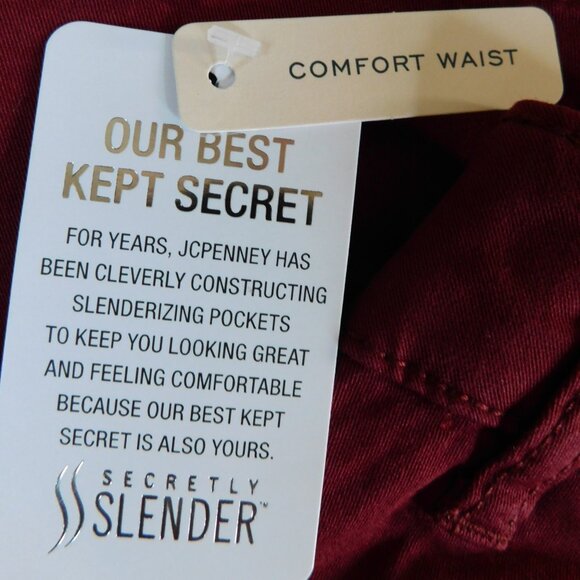 COMFORT WAIST
OUR BEST
KEPT SECRET
FOR YEARS, JCPENNEY HAS
BEEN CLEVERLY CONSTRUCTING
SLENDERIZING POCKETS
TO KEEP YOU LOOKING GREAT
AND FEELING COMFORTABLE
BECAUSE OUR BEST KEPT
SECRET IS ALSO YOURS.
SECRETLY
SLENDER™